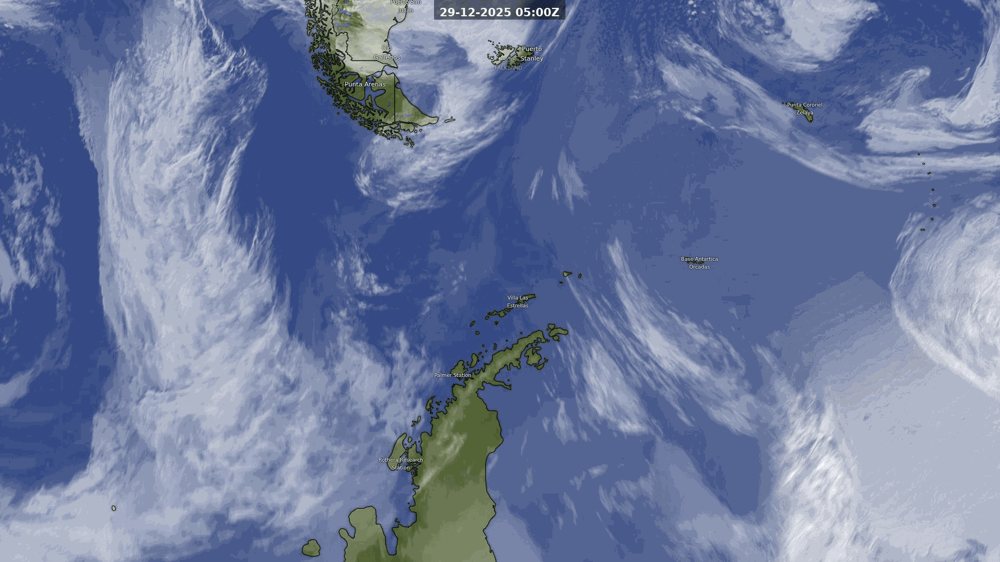 Puerto San
Julián
29-12-2025 05:00Z
Río
Gallegos
Puerto
Stanley
FALKLAND
Punta Arenas
Punta Coronel
Zelaya
Base Antartica
Orcadas
Villa Las
Estrellas
Palmer Station
Rothera Research
Station